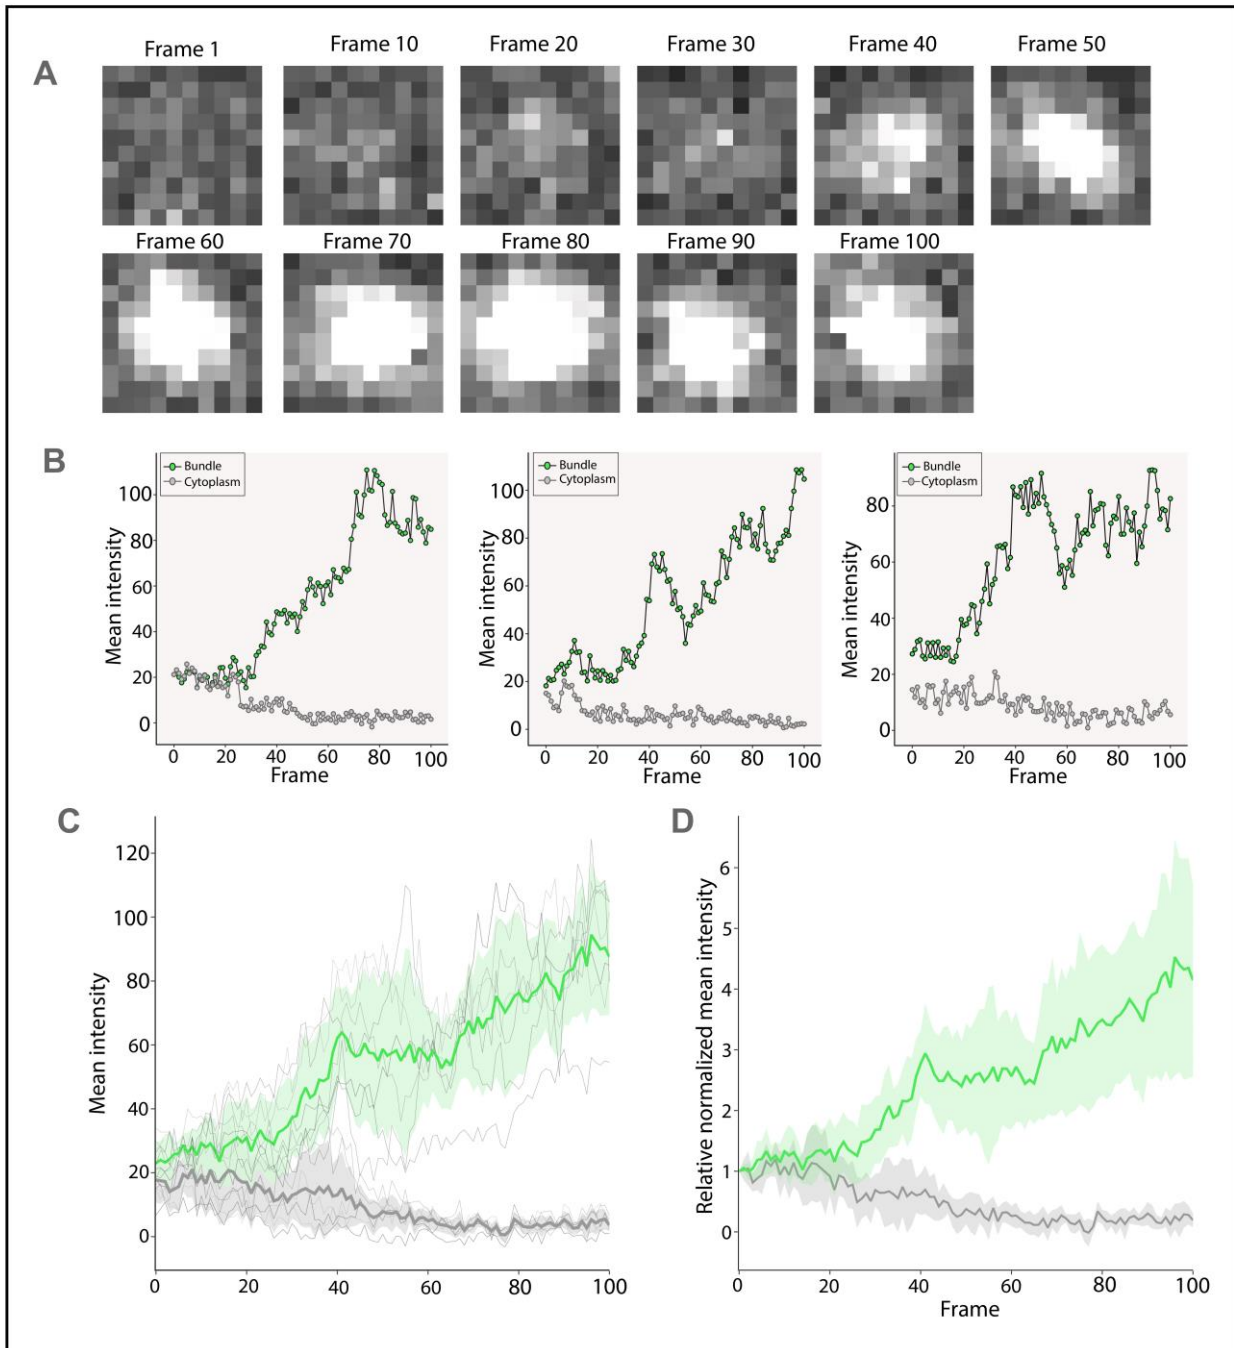 A
Frame 1
Frame 10
Frame 20
Frame 30
Frame 40
Frame 50
Frame 60
Frame 70
Frame 80
Frame 90
Frame 100
B
Bundle
Cytoplasm
Mean intensity
100
80
60
40
20
0
0 20 40 60 80 100
Frame
Bundle
Cytoplasm
Mean intensity
100
80
60
40
20
0
0 20 40 60 80 100
Frame
Bundle
Cytoplasm
Mean intensity
80
60
40
20
0
0 20 40 60 80 100
Frame
C
Mean intensity
120
100
80
60
40
20
0
0 20 40 60 80 100
D
Relative normalized mean intensity
6
5
4
3
2
1
0
0 20 40 60 80 100
Frame